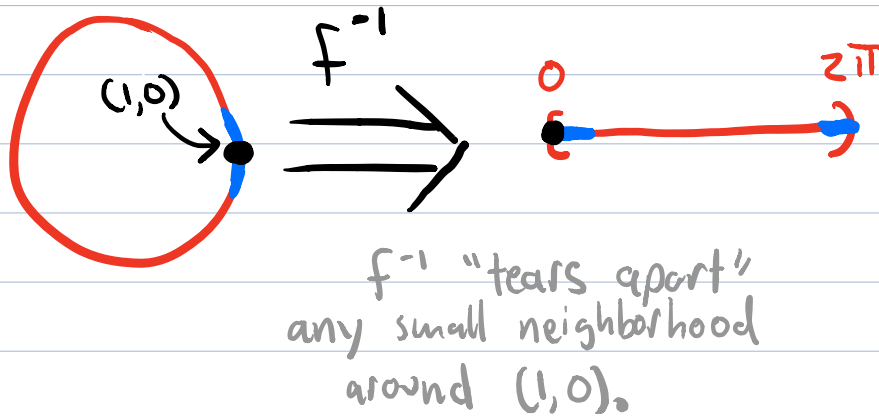 f⁻¹
(1,0)
0
2π
[
)
f⁻¹ "tears apart"
any small neighborhood
around (1,0).